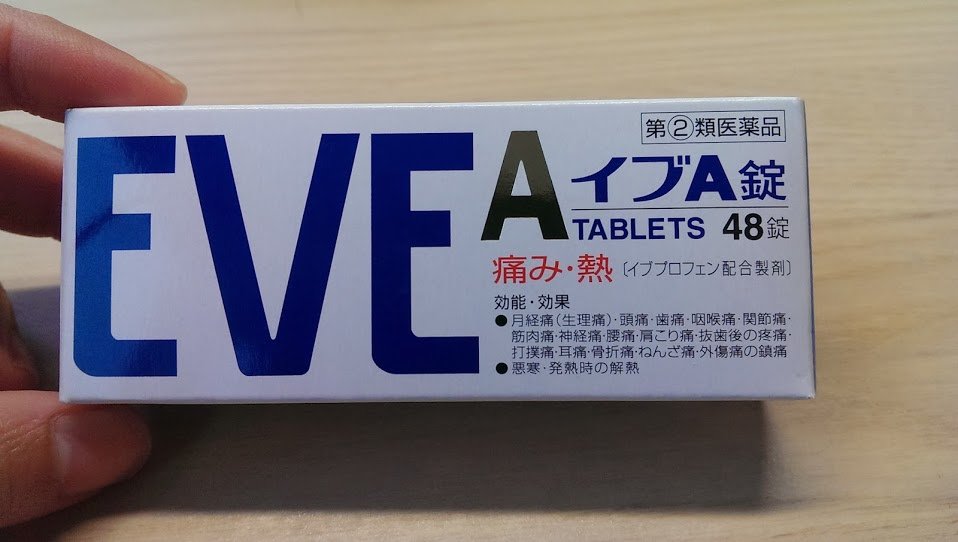 EVE A
第②類医薬品
イブA錠
TABLETS 48錠
痛み・熱 〔イブプロフェン配合製剤〕
効能・効果
●月経痛(生理痛)・頭痛・歯痛・咽喉痛・関節痛・
筋肉痛・神経痛・腰痛・肩こり痛・抜歯後の疼痛・
打撲痛・耳痛・骨折痛・ねんざ痛・外傷痛の鎮痛
●悪寒・発熱時の解熱